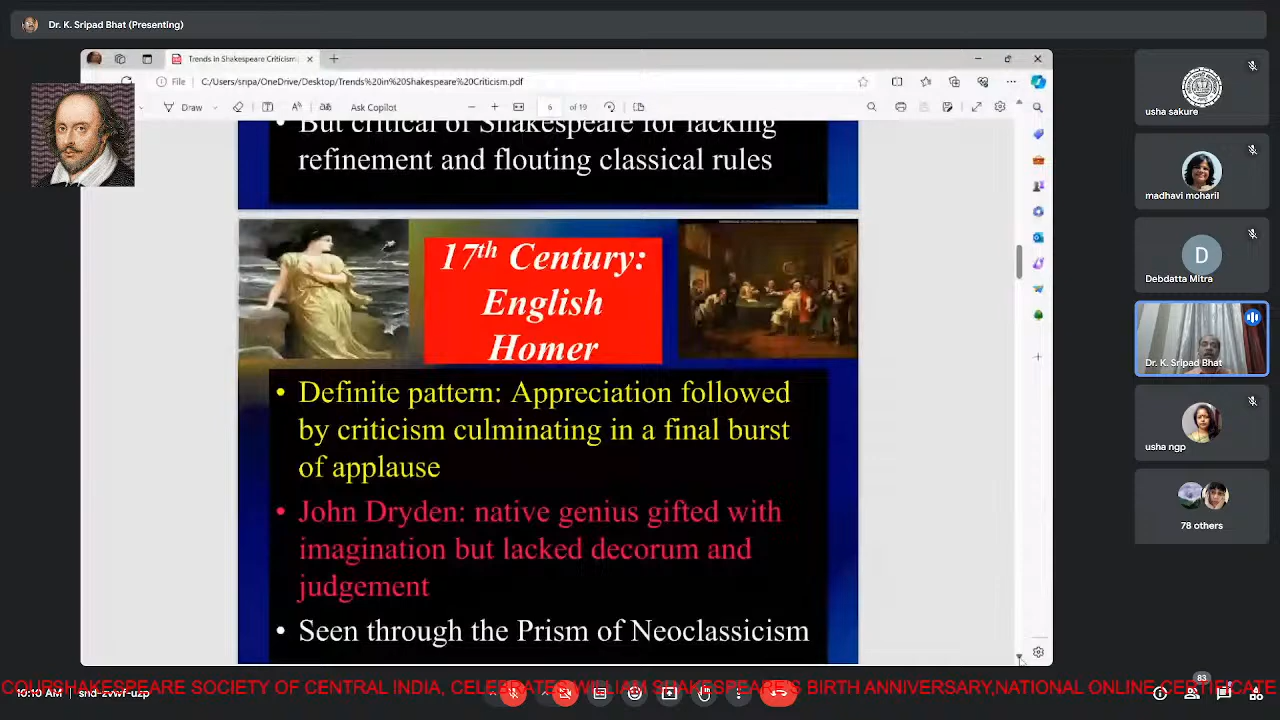 Dr. K. Sripad Bhat (Presenting)
Trends in Shakespeare Criticism
File
C:/Users/sripa/OneDrive/Desktop/Trends%20in%20Shakespeare%20Criticism.pdf
Draw
Ask Copilot
6
of 19
But critical of Shakespeare for lacking
refinement and flouting classical rules
17th Century:
English
Homer
• Definite pattern: Appreciation followed
by criticism culminating in a final burst
of applause
• John Dryden: native genius gifted with
imagination but lacked decorum and
judgement
• Seen through the Prism of Neoclassicism
usha sakure
madhavi moharil
D
Debdatta Mitra
Dr. K. Sripad Bhat
usha ngp
78 others
10:10 AM
snd-zvwf-uzp
83
COURSHAKESPEARE SOCIETY OF CENTRAL INDIA, CELEBRATES WILLIAM SHAKESPEARE'S BIRTH ANNIVERSARY,NATIONAL ONLINE CERTIFICATE